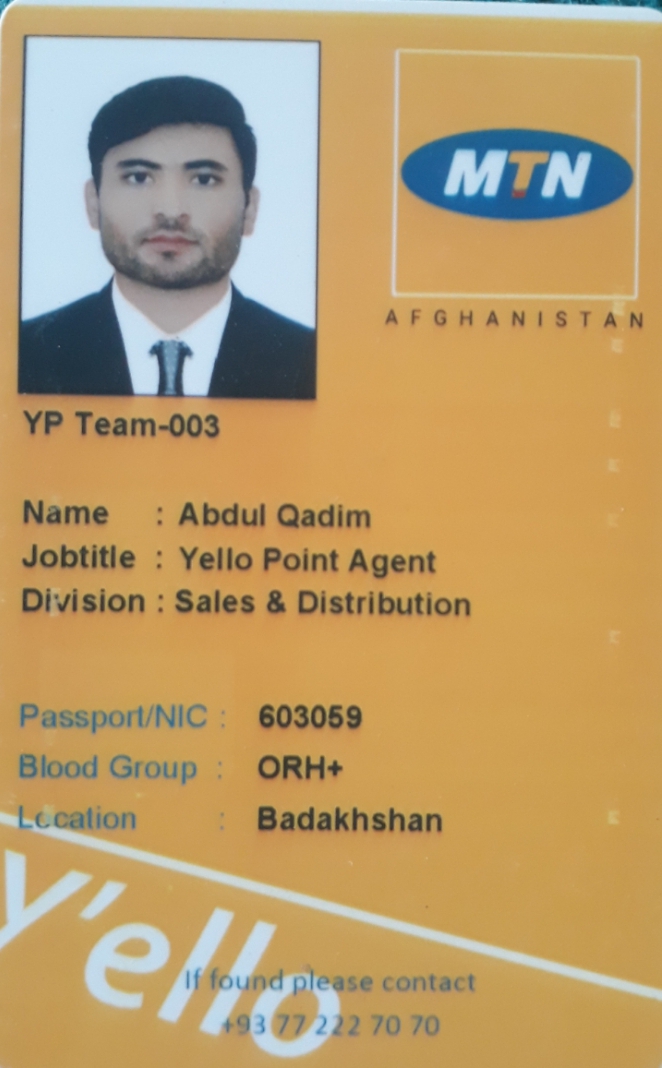 MTN
AFGHANISTAN
YP Team-003
Name : Abdul Qadim
Jobtitle : Yello Point Agent
Division : Sales & Distribution
Passport/NIC : 603059
Blood Group : ORH+
Location : Badakhshan
y'ello
If found please contact
+93 77 222 70 70